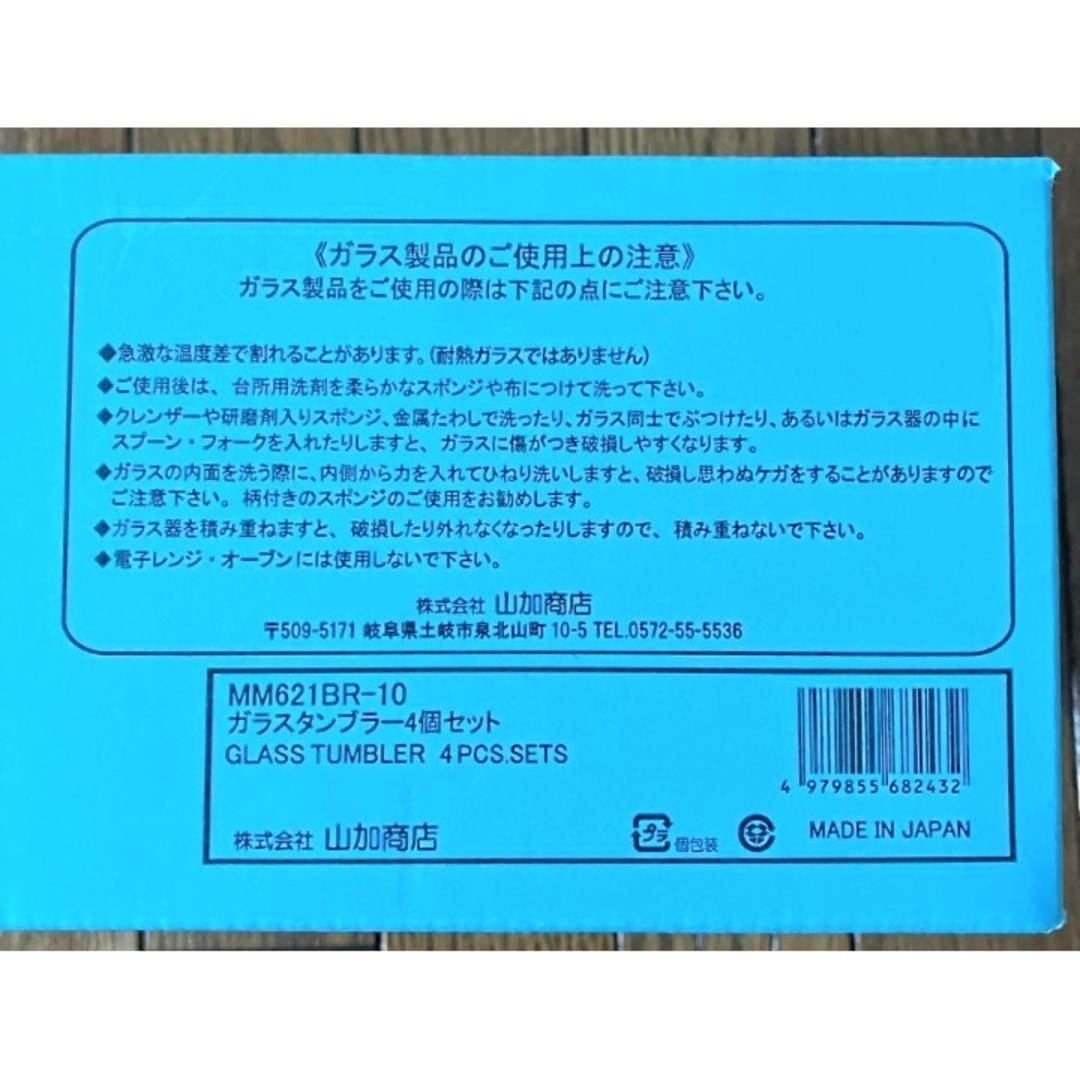 《ガラス製品のご使用上の注意》
ガラス製品をご使用の際は下記の点にご注意下さい。
◆急激な温度差で割れることがあります。(耐熱ガラスではありません)
◆ご使用後は、台所用洗剤を柔らかなスポンジや布につけて洗って下さい。
◆クレンザーや研磨剤入りスポンジ、金属たわしで洗ったり、ガラス同士でぶつけたり、あるいはガラス器の中に
スプーン・フォークを入れたりしますと、ガラスに傷がつき破損しやすくなります。
◆ガラスの内面を洗う際に、内側から力を入れてひねり洗いしますと、破損し思わぬケガをすることがありますので
ご注意下さい。柄付きのスポンジのご使用をお勧めします。
◆ガラス器を積み重ねますと、破損したり外れなくなったりしますので、積み重ねないで下さい。
◆電子レンジ・オーブンには使用しないで下さい。
株式会社 山加商店
〒509-5171 岐阜県土岐市泉北山町 10-5 TEL.0572-55-5536
MM621BR-10
ガラスタンブラー4個セット
GLASS TUMBLER 4PCS.SETS
4 979855 682432
株式会社 山加商店
プラ 個包装
MADE IN JAPAN